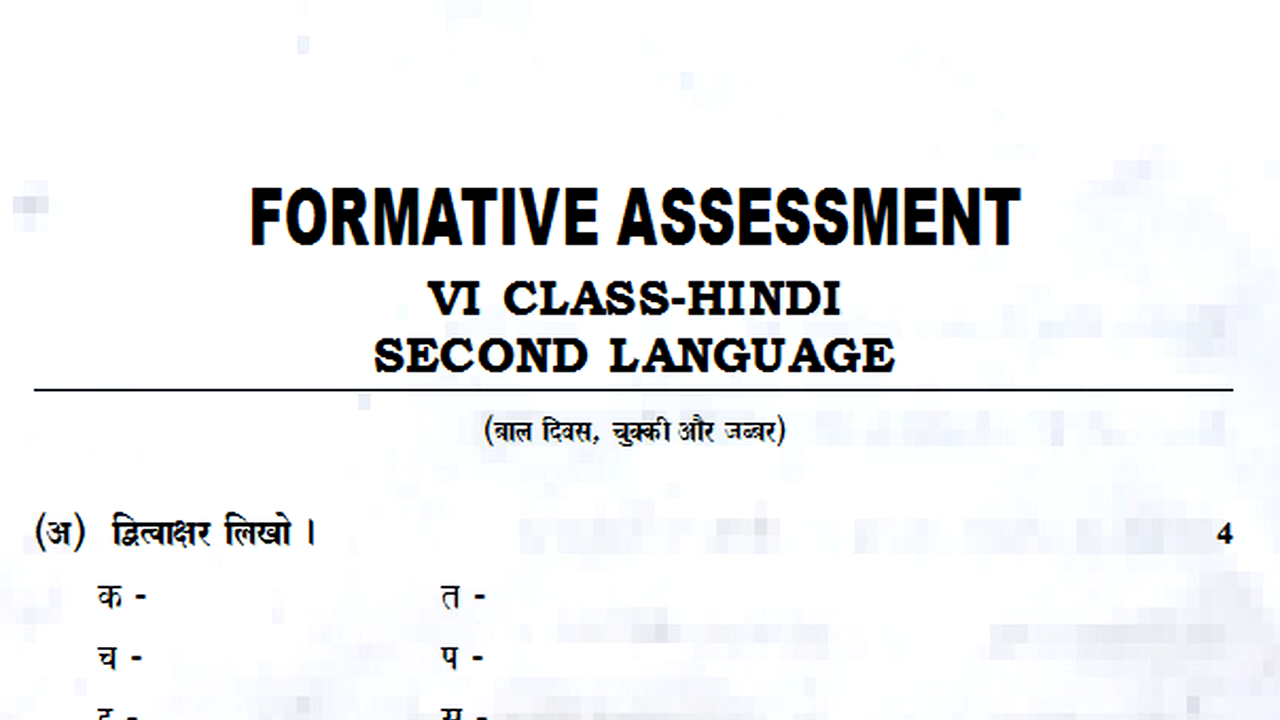 FORMATIVE ASSESSMENT
VI CLASS-HINDI
SECOND LANGUAGE
(बाल दिवस, चुक्की और जब्बर)
(अ) द्वित्वाक्षर लिखो । 4
क - त -
च - प -